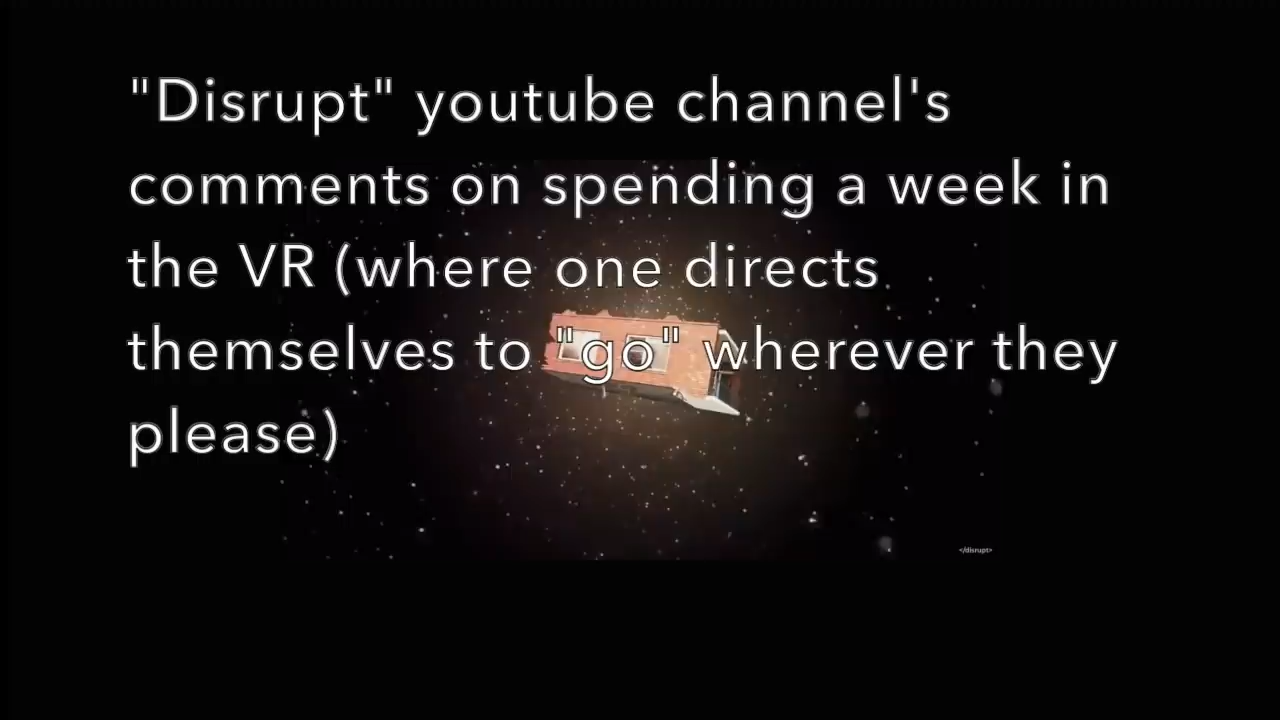 "Disrupt" youtube channel's
comments on spending a week in
the VR (where one directs
themselves to "go" wherever they
please)
</disrupt>